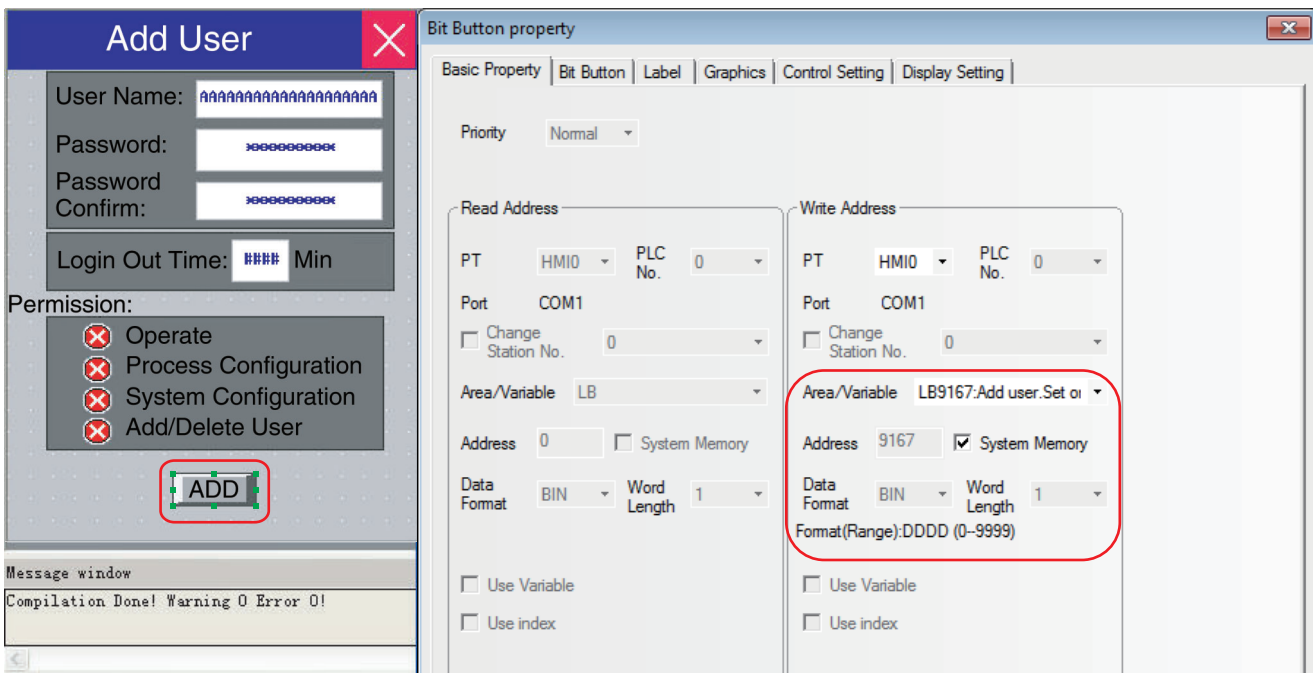 Add User
User Name: AAAAAAAAAAAAAAAAAAAA
Password: **********
Password
Confirm: **********
Login Out Time: #### Min
Permission:
Operate
Process Configuration
System Configuration
Add/Delete User
ADD
Message window
Compilation Done! Warning 0 Error 0!
Bit Button property
Basic Property Bit Button Label Graphics Control Setting Display Setting
Priority Normal
Read Address
PT HMI0 PLC No. 0
Port COM1
Change Station No. 0
Area/Variable LB
Address 0 System Memory
Data Format BIN Word Length 1
Use Variable
Use index
Write Address
PT HMI0 PLC No. 0
Port COM1
Change Station No. 0
Area/Variable LB9167:Add user.Set
Address 9167 System Memory
Data Format BIN Word Length 1
Format(Range):DDDD (0--9999)
Use Variable
Use index